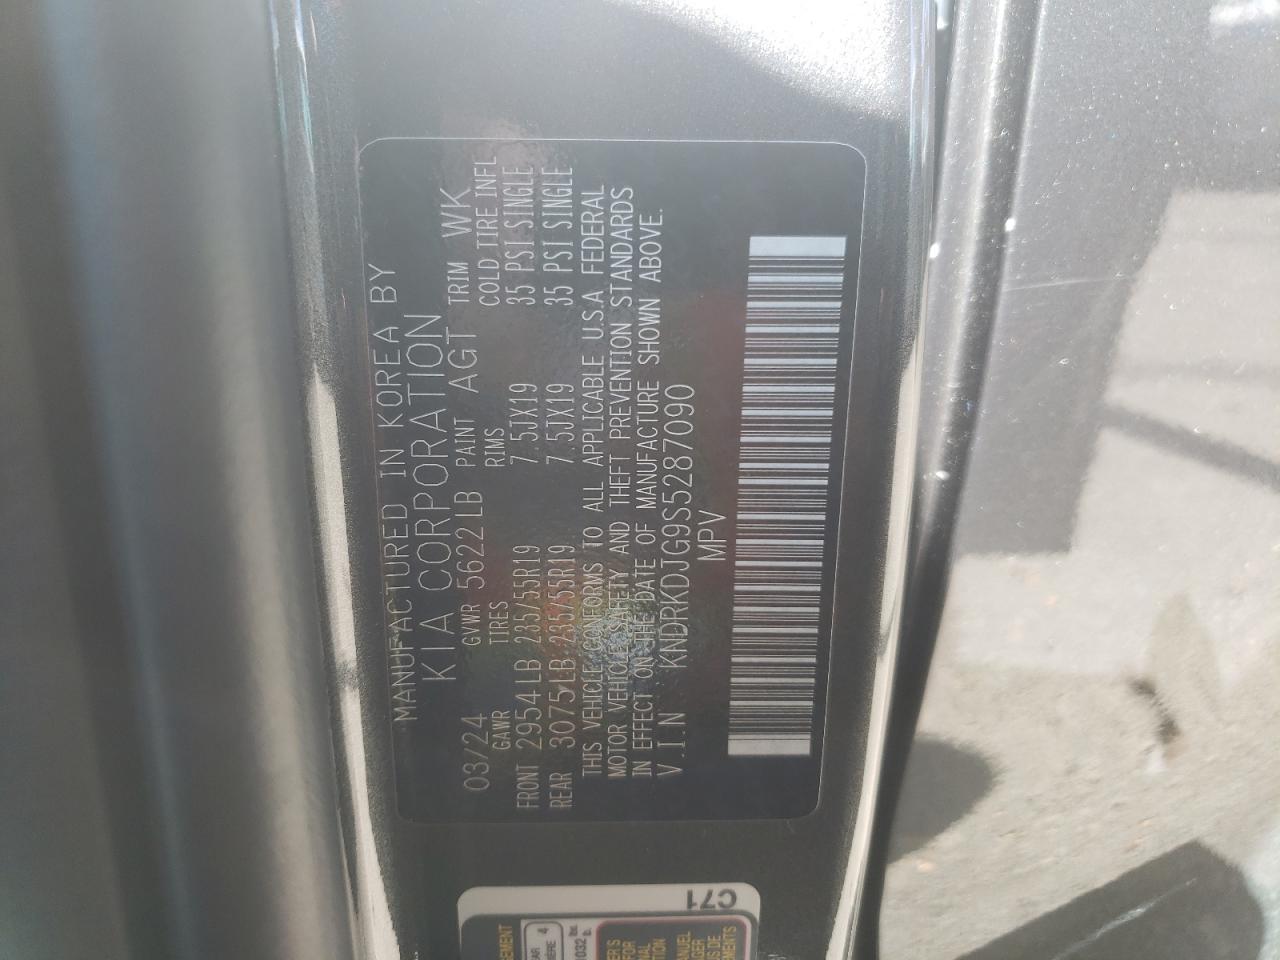 MANUFACTURED IN KOREA BY
KIA CORPORATION
03/24 GVWR 5622LB PAINT AGT TRIM WK
GAWR TIRES RIMS COLD TIRE INFL
FRONT 2954LB 235/55R19 7.5JX19 35 PSI SINGLE
REAR 3075LB 235/55R19 7.5JX19 35 PSI SINGLE
THIS VEHICLE CONFORMS TO ALL APPLICABLE U.S.A FEDERAL
MOTOR VEHICLE SAFETY AND THEFT PREVENTION STANDARDS
IN EFFECT ON THE DATE OF MANUFACTURE SHOWN ABOVE.
V.I.N KNDRKDJG9S5287090
MPV
C71
4
1032